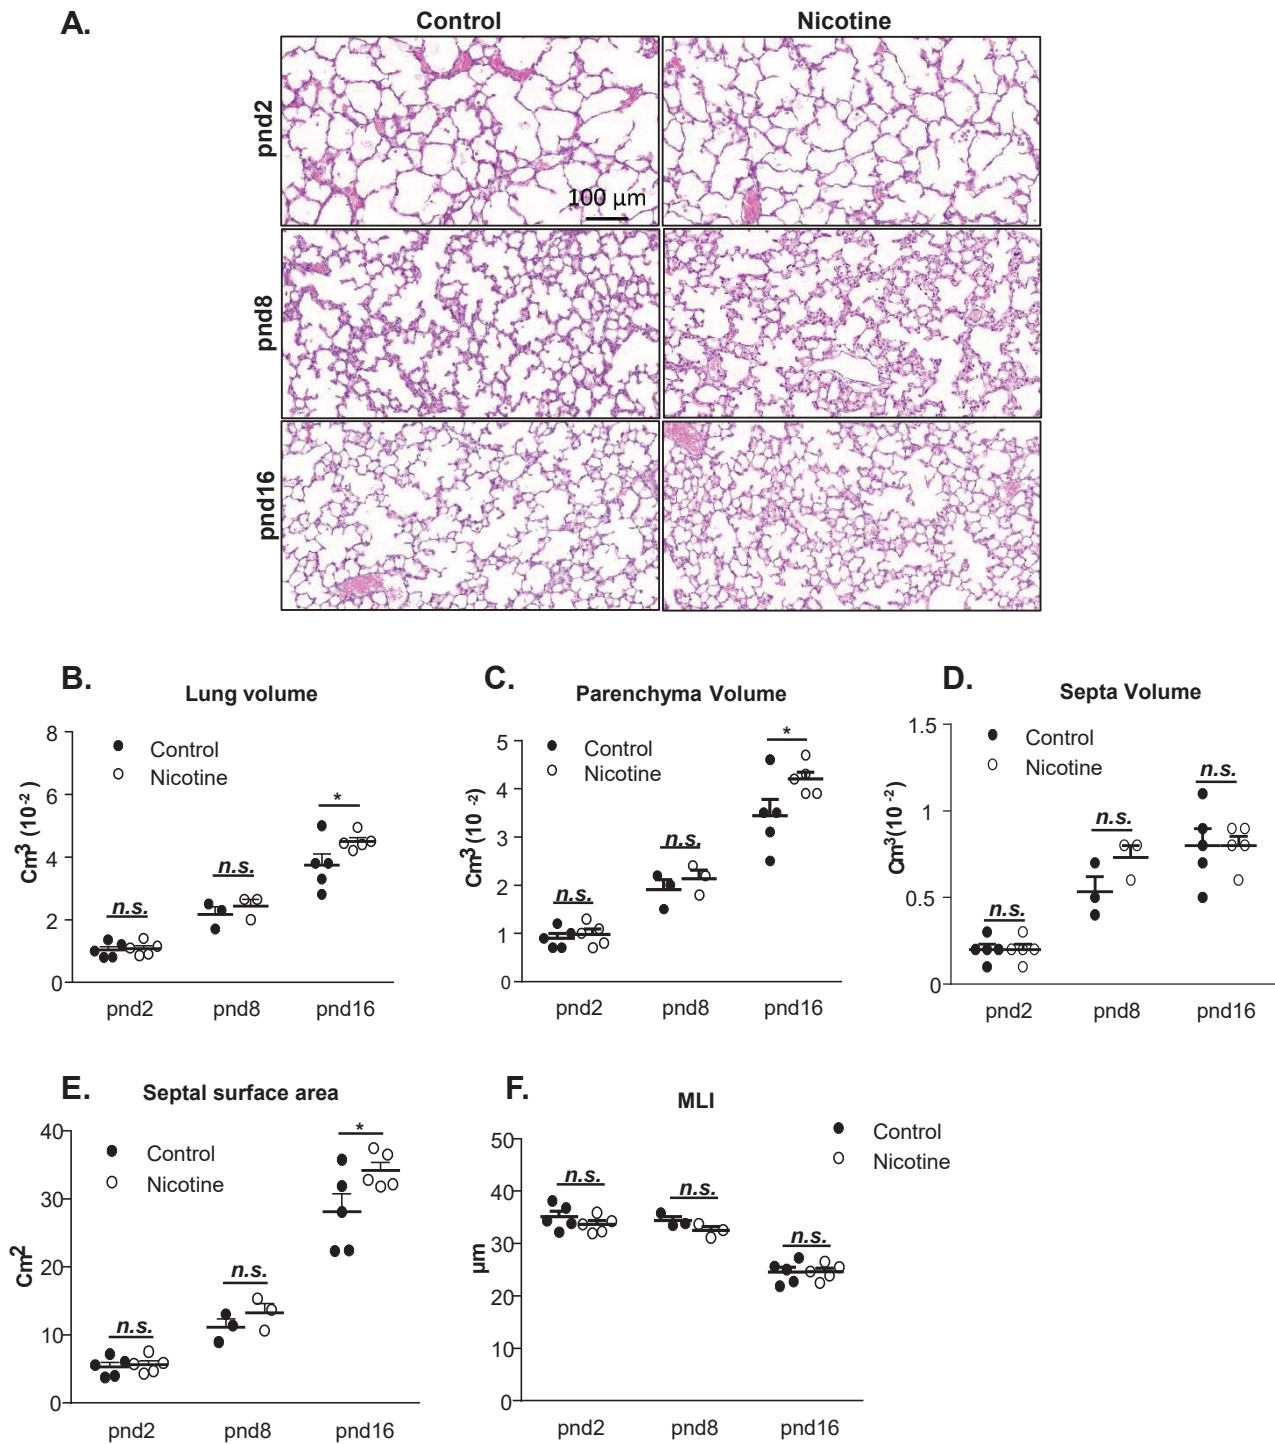 A.
Control
Nicotine
pnd2
100 µm
pnd8
pnd16
B.
Lung volume
Cm3 (10 -2 )
8
6
4
2
0
Control
Nicotine
n.s.
n.s.
*
pnd2
pnd8
pnd16
C.
Parenchyma Volume
Cm3 (10 -2)
5
4
3
2
1
0
Control
Nicotine
n.s.
n.s.
*
pnd2
pnd8
pnd16
D.
Septa Volume
Cm3(10 -2)
1.5
1
0.5
0
Control
Nicotine
n.s.
n.s.
n.s.
pnd2
pnd8
pnd16
E.
Septal surface area
Cm2
40
30
20
10
0
Control
Nicotine
n.s.
n.s.
*
pnd2
pnd8
pnd16
F.
MLI
µm
50
40
30
20
10
0
Control
Nicotine
n.s.
n.s.
n.s.
pnd2
pnd8
pnd16